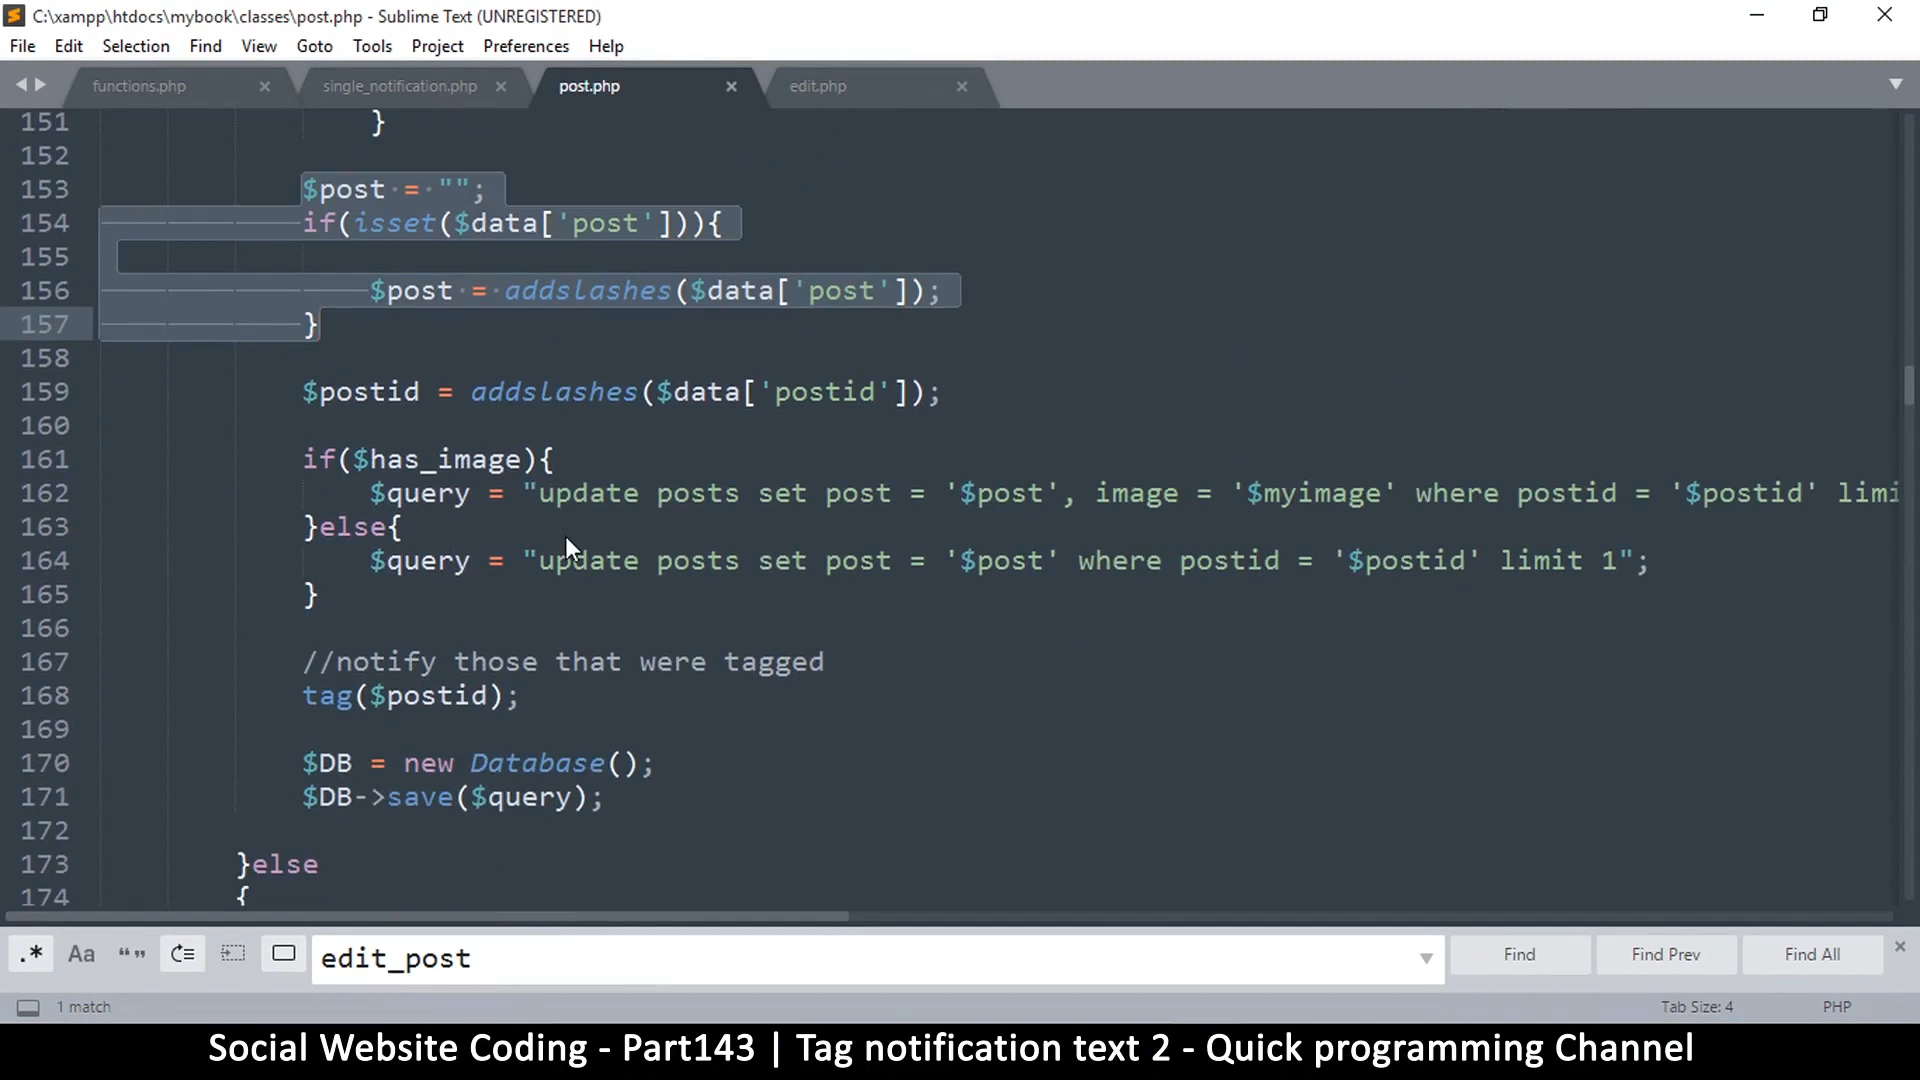 C:\xampp\htdocs\mybook\classes\post.php - Sublime Text (UNREGISTERED)
File Edit Selection Find View Goto Tools Project Preferences Help
functions.php single_notification.php post.php edit.php
151 }
152
153 $post = "";
154 if(isset($data['post'])){
155
156 $post = addslashes($data['post']);
157 }
158
159 $postid = addslashes($data['postid']);
160
161 if($has_image){
162 $query = "update posts set post = '$post', image = '$myimage' where postid = '$postid' limi
163 }else{
164 $query = "update posts set post = '$post' where postid = '$postid' limit 1";
165 }
166
167 //notify those that were tagged
168 tag($postid);
169
170 $DB = new Database();
171 $DB->save($query);
172
173 }else
174 {
.* Aa “” edit_post Find Find Prev Find All
1 match Tab Size: 4 PHP
Social Website Coding - Part143 | Tag notification text 2 - Quick programming Channel